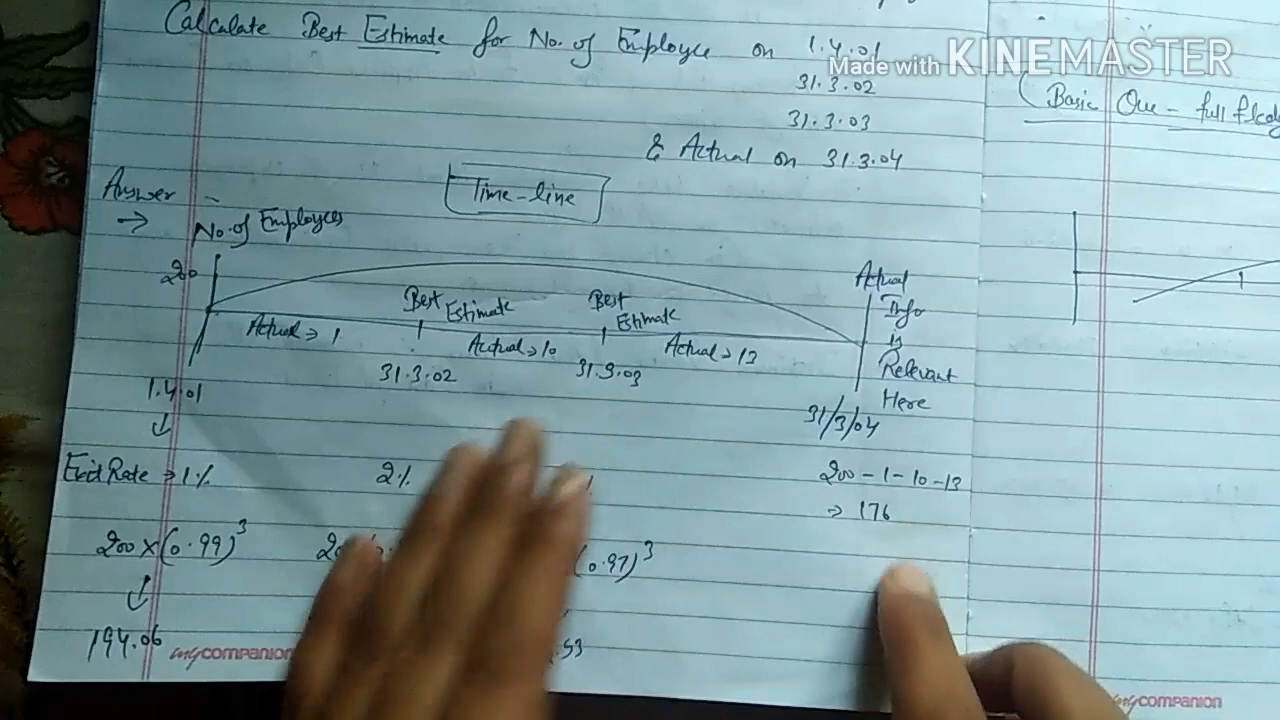 Calculate Best Estimate for No. of Employee on 1.4.01
Made with KINEMASTER
31.3.02
31.3.03
& Actual on 31.3.04
(Basic One - full
Answer -
Time-line
→ No. of Employees
200
Actual → 1
Best Estimate
Actual → 10
Best Estimate
Actual → 13
Actual
Info
is
Relevant
Here
1.4.01
31.3.02
31.3.03
31/3/04
Exit Rate → 1%
2%
200 - 1 - 10 - 13
→ 176
200 × (0.99)³
(0.97)³
194.06
.53
mycompanion
mycompanion